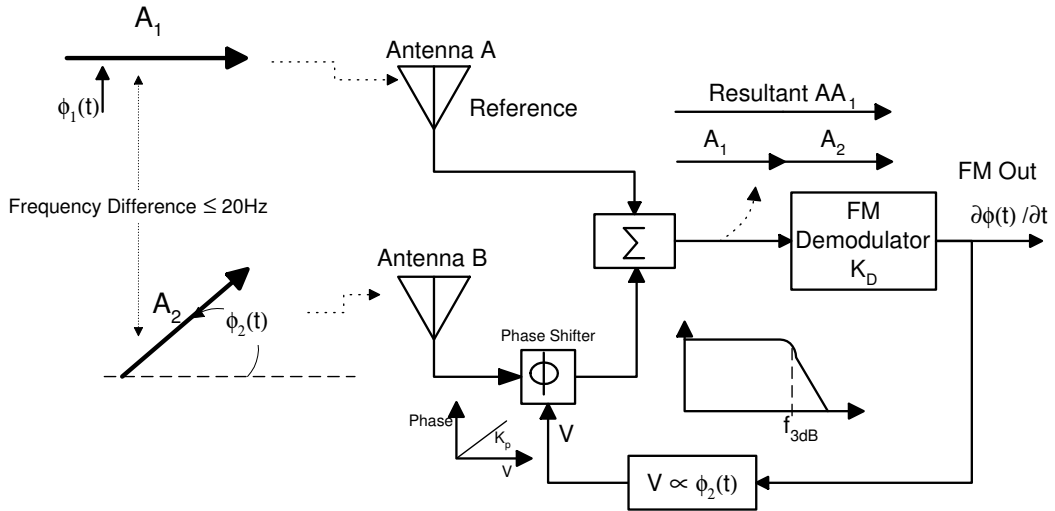 A₁
ϕ₁(t)
Frequency Difference ≤ 20Hz
A₂
ϕ₂(t)
Antenna A
Reference
Antenna B
Phase Shifter
Φ
Phase
Kₚ
V
V
Σ
Resultant AA₁
A₁ A₂
FM
Demodulator
K_D
FM Out
∂ϕ(t) /∂t
f₃dB
V ∝ ϕ₂(t)